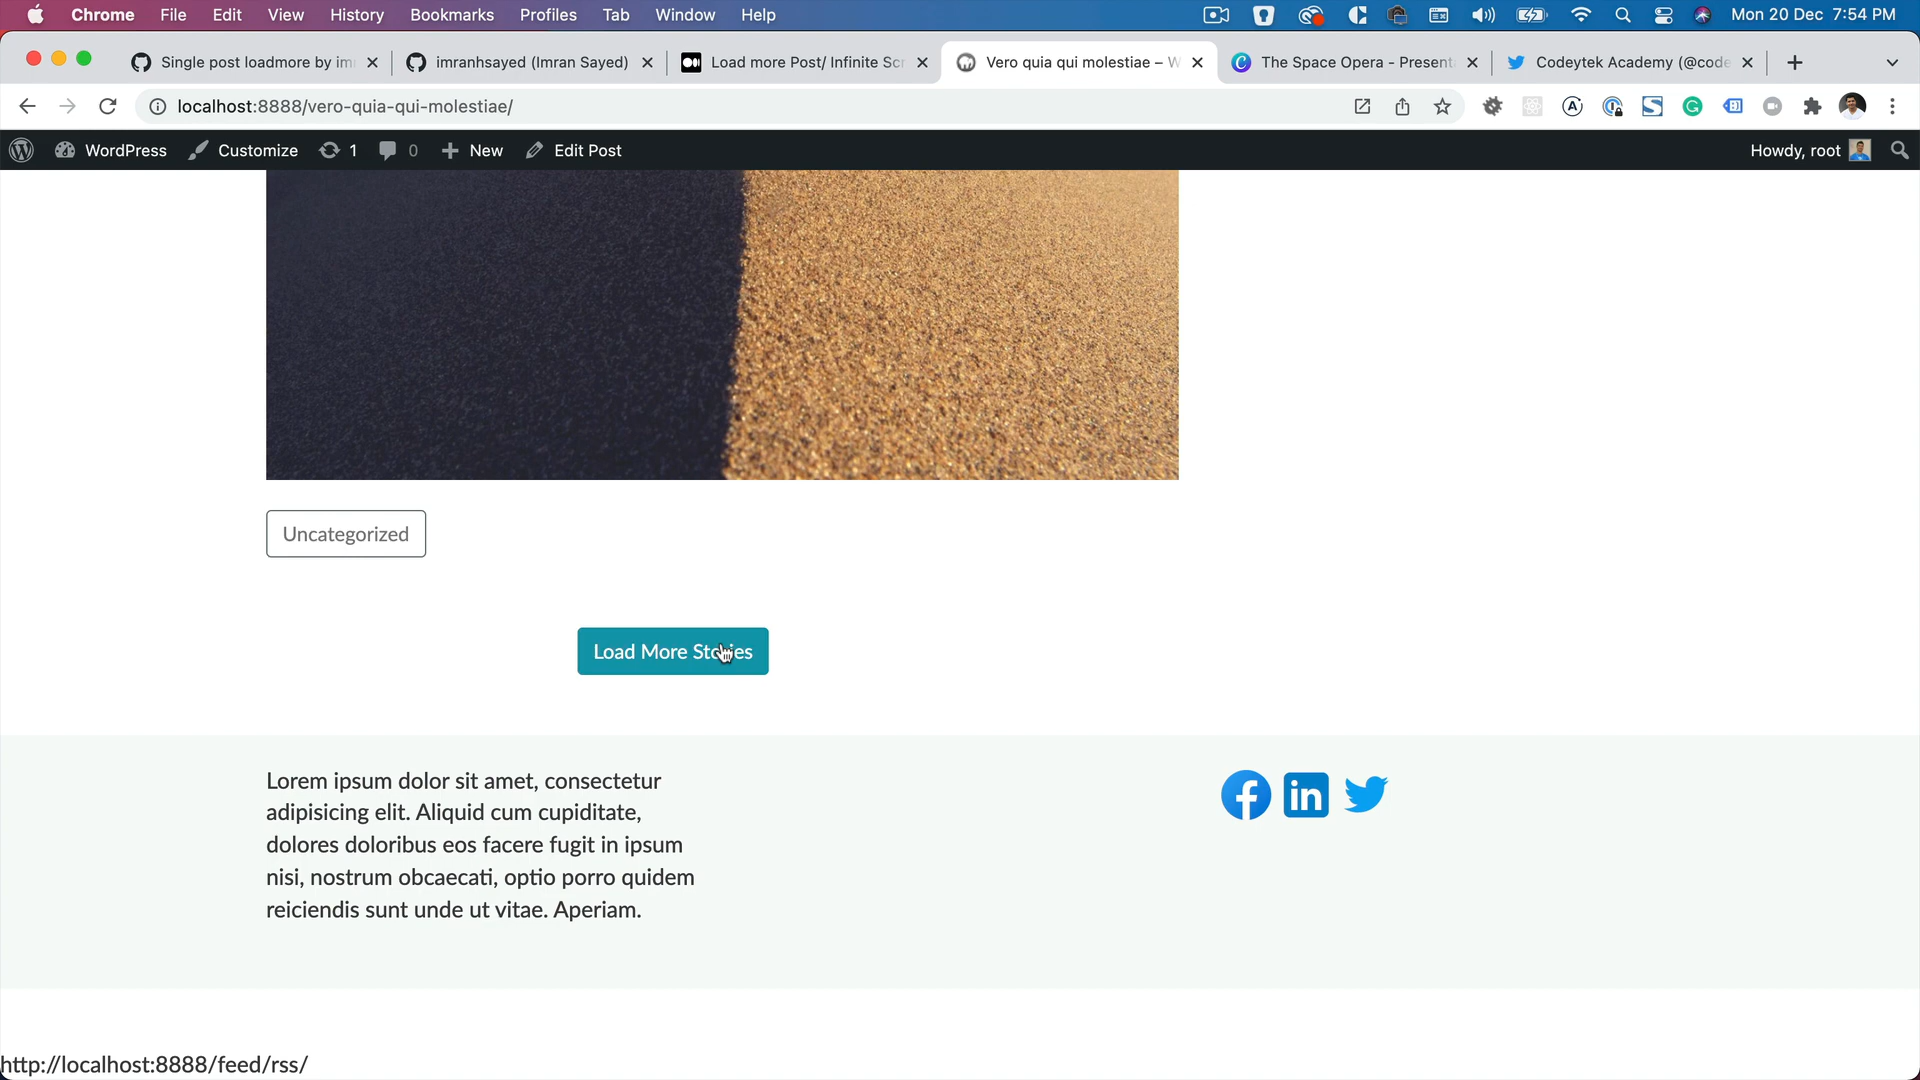 Chrome File Edit View History Bookmarks Profiles Tab Window Help Mon 20 Dec 7:54 PM
Single post loadmore by im imranhsayed (Imran Sayed) Load more Post/ Infinite Scr Vero quia qui molestiae – W The Space Opera - Present Codeytek Academy (@code
localhost:8888/vero-quia-qui-molestiae/
WordPress Customize 1 0 New Edit Post Howdy, root
Uncategorized
Load More Stories
Lorem ipsum dolor sit amet, consectetur
adipisicing elit. Aliquid cum cupiditate,
dolores doloribus eos facere fugit in ipsum
nisi, nostrum obcaecati, optio porro quidem
reiciendis sunt unde ut vitae. Aperiam.
http://localhost:8888/feed/rss/